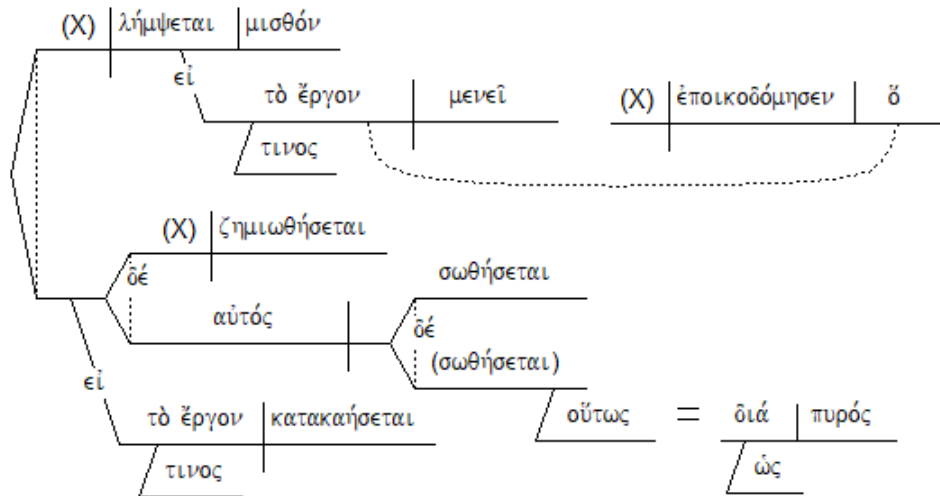 (X) λήμψεται μισθόν
εἰ
τὸ ἔργον μενεῖ (X) ἐποικοδόμησεν ὅ
τινος
(X) ζημιωθήσεται
δέ σωθήσεται
αὐτός δέ
(σωθήσεται)
εἰ
τὸ ἔργον κατακαήσεται οὕτως = διά πυρός
τινος ὡς